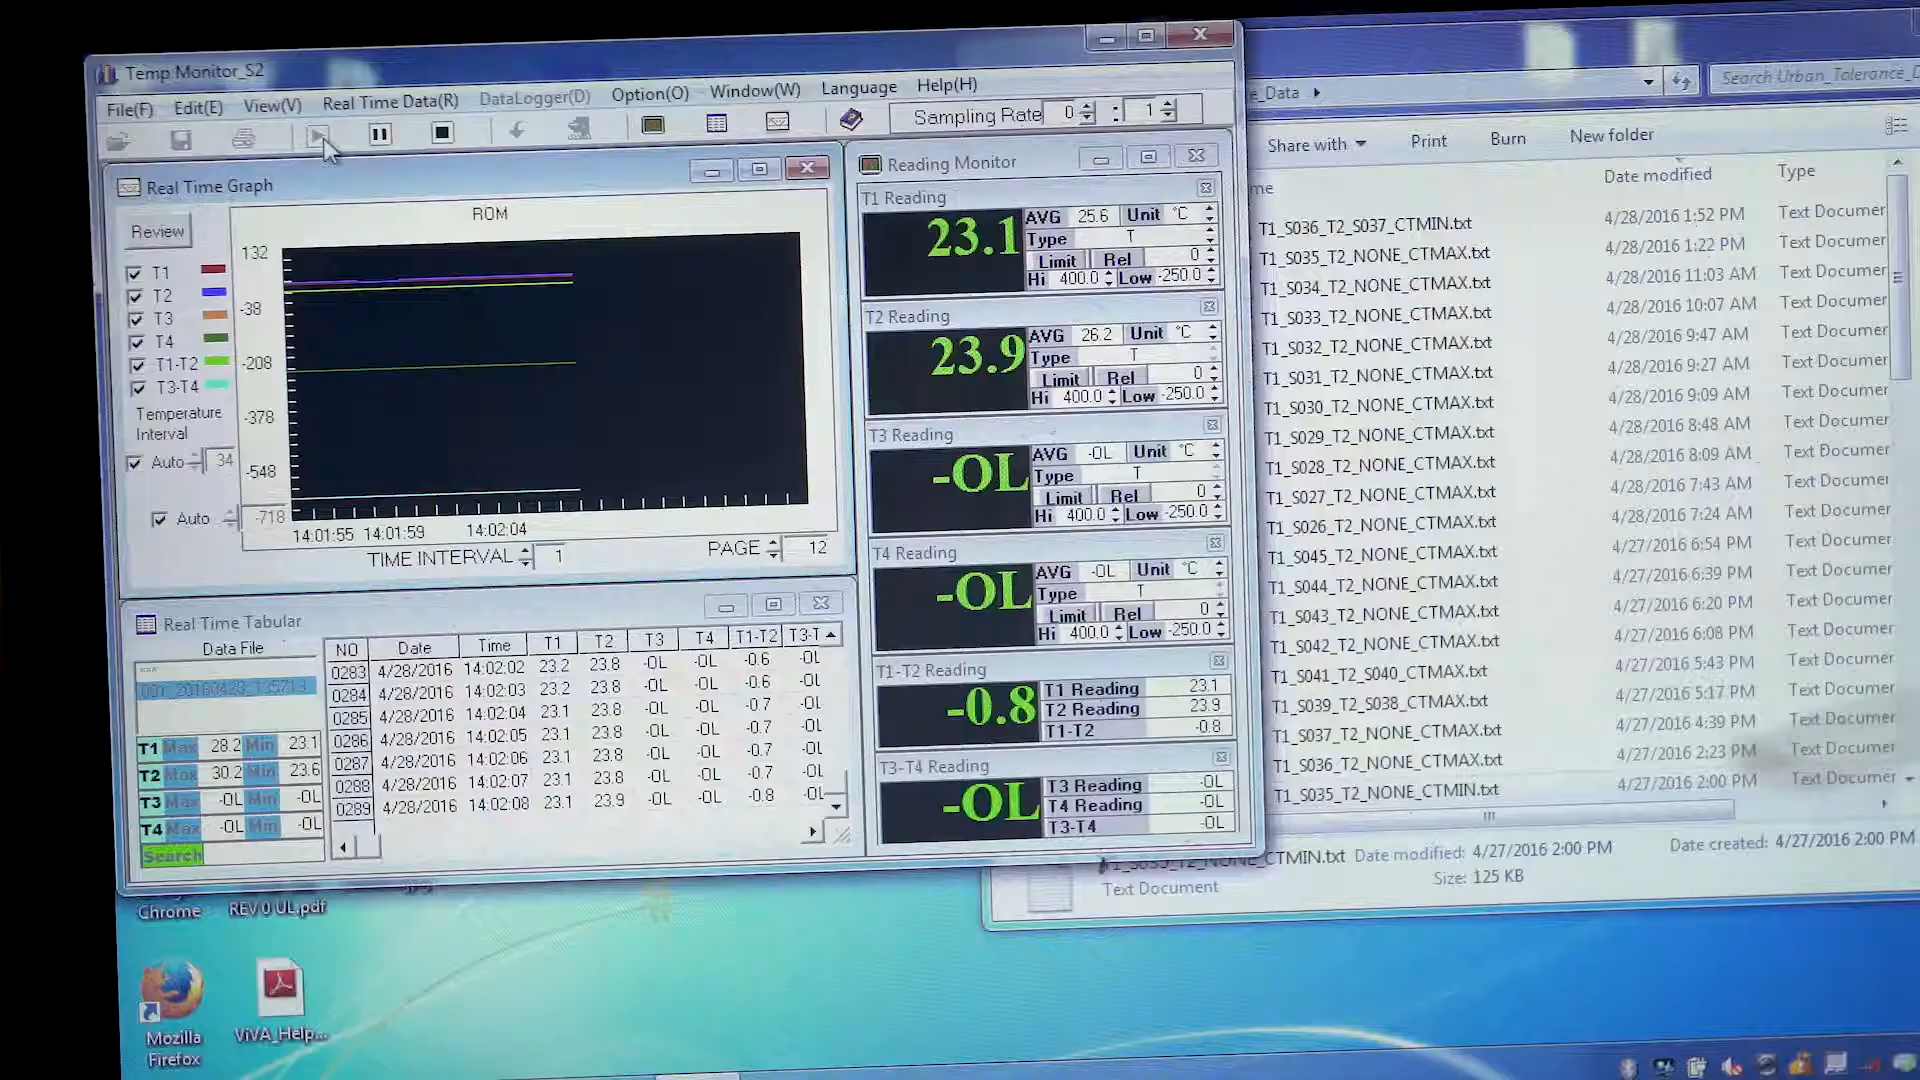 Temp Monitor_S2
File(F) Edit(E) View(V) Real Time Data(R) DataLogger(D) Option(O) Window(W) Language Help(H)
Sampling Rate 0 : 1
Real Time Graph
Review
ROM
T1
T2
T3
T4
T1-T2
T3-T4
Temperature
Interval
Auto 34
Auto
132
-38
-208
-378
-548
-718
14:01:55 14:01:59 14:02:04
TIME INTERVAL 1 PAGE 12
Real Time Tabular
Data File
T1 Max 28.2 Min 23.1
T2 Max 30.2 Min 23.6
T3 Max -OL Min -OL
T4 Max -OL Min -OL
Search
NO Date Time T1 T2 T3 T4 T1-T2 T3-T
0283 4/28/2016 14:02:02 23.2 23.8 -OL -OL -0.6 -OL
0284 4/28/2016 14:02:03 23.2 23.8 -OL -OL -0.6 -OL
0285 4/28/2016 14:02:04 23.1 23.8 -OL -OL -0.7 -OL
0286 4/28/2016 14:02:05 23.1 23.8 -OL -OL -0.7 -OL
0287 4/28/2016 14:02:06 23.1 23.8 -OL -OL -0.7 -OL
0288 4/28/2016 14:02:07 23.1 23.8 -OL -OL -0.7 -OL
0289 4/28/2016 14:02:08 23.1 23.9 -OL -OL -0.8 -OL
Reading Monitor
T1 Reading
23.1
AVG 25.6 Unit °C
Type T
Limit Rel 0
Hi 400.0 Low -250.0
T2 Reading
23.9
AVG 26.2 Unit °C
Type T
Limit Rel 0
Hi 400.0 Low -250.0
T3 Reading
-OL
AVG -OL Unit °C
Type T
Limit Rel 0
Hi 400.0 Low -250.0
T4 Reading
-OL
AVG -OL Unit °C
Type T
Limit Rel 0
Hi 400.0 Low -250.0
T1-T2 Reading
-0.8
T1 Reading 23.1
T2 Reading 23.9
T1-T2 -0.8
T3-T4 Reading
-OL
T3 Reading -OL
T4 Reading -OL
T3-T4 -OL
e_Data
Search Urban_Tolerance_D
Share with Print Burn New folder
me Date modified Type
T1_S036_T2_S037_CTMIN.txt 4/28/2016 1:52 PM Text Documen
T1_S035_T2_NONE_CTMAX.txt 4/28/2016 1:22 PM Text Documen
T1_S034_T2_NONE_CTMAX.txt 4/28/2016 11:03 AM Text Documen
T1_S033_T2_NONE_CTMAX.txt 4/28/2016 10:07 AM Text Documen
T1_S032_T2_NONE_CTMAX.txt 4/28/2016 9:47 AM Text Documen
T1_S031_T2_NONE_CTMAX.txt 4/28/2016 9:27 AM Text Documen
T1_S030_T2_NONE_CTMAX.txt 4/28/2016 9:09 AM Text Documen
T1_S029_T2_NONE_CTMAX.txt 4/28/2016 8:48 AM Text Documen
T1_S028_T2_NONE_CTMAX.txt 4/28/2016 8:09 AM Text Documen
T1_S027_T2_NONE_CTMAX.txt 4/28/2016 7:43 AM Text Documen
T1_S026_T2_NONE_CTMAX.txt 4/28/2016 7:24 AM Text Documen
T1_S045_T2_NONE_CTMAX.txt 4/27/2016 6:54 PM Text Documen
T1_S044_T2_NONE_CTMAX.txt 4/27/2016 6:39 PM Text Documen
T1_S043_T2_NONE_CTMAX.txt 4/27/2016 6:20 PM Text Documen
T1_S042_T2_NONE_CTMAX.txt 4/27/2016 6:08 PM Text Documen
T1_S041_T2_S040_CTMAX.txt 4/27/2016 5:43 PM Text Documen
T1_S039_T2_S038_CTMAX.txt 4/27/2016 5:17 PM Text Documen
T1_S037_T2_NONE_CTMAX.txt 4/27/2016 4:39 PM Text Documen
T1_S036_T2_NONE_CTMAX.txt 4/27/2016 2:23 PM Text Documen
T1_S035_T2_NONE_CTMIN.txt 4/27/2016 2:00 PM Text Documen
T1_S035_T2_NONE_CTMIN.txt Date modified: 4/27/2016 2:00 PM Date created: 4/27/2016 2:00 PM
Text Document Size: 125 KB
Chrome
REV.0 UL.pdf
Mozilla
Firefox
ViVA_Help...